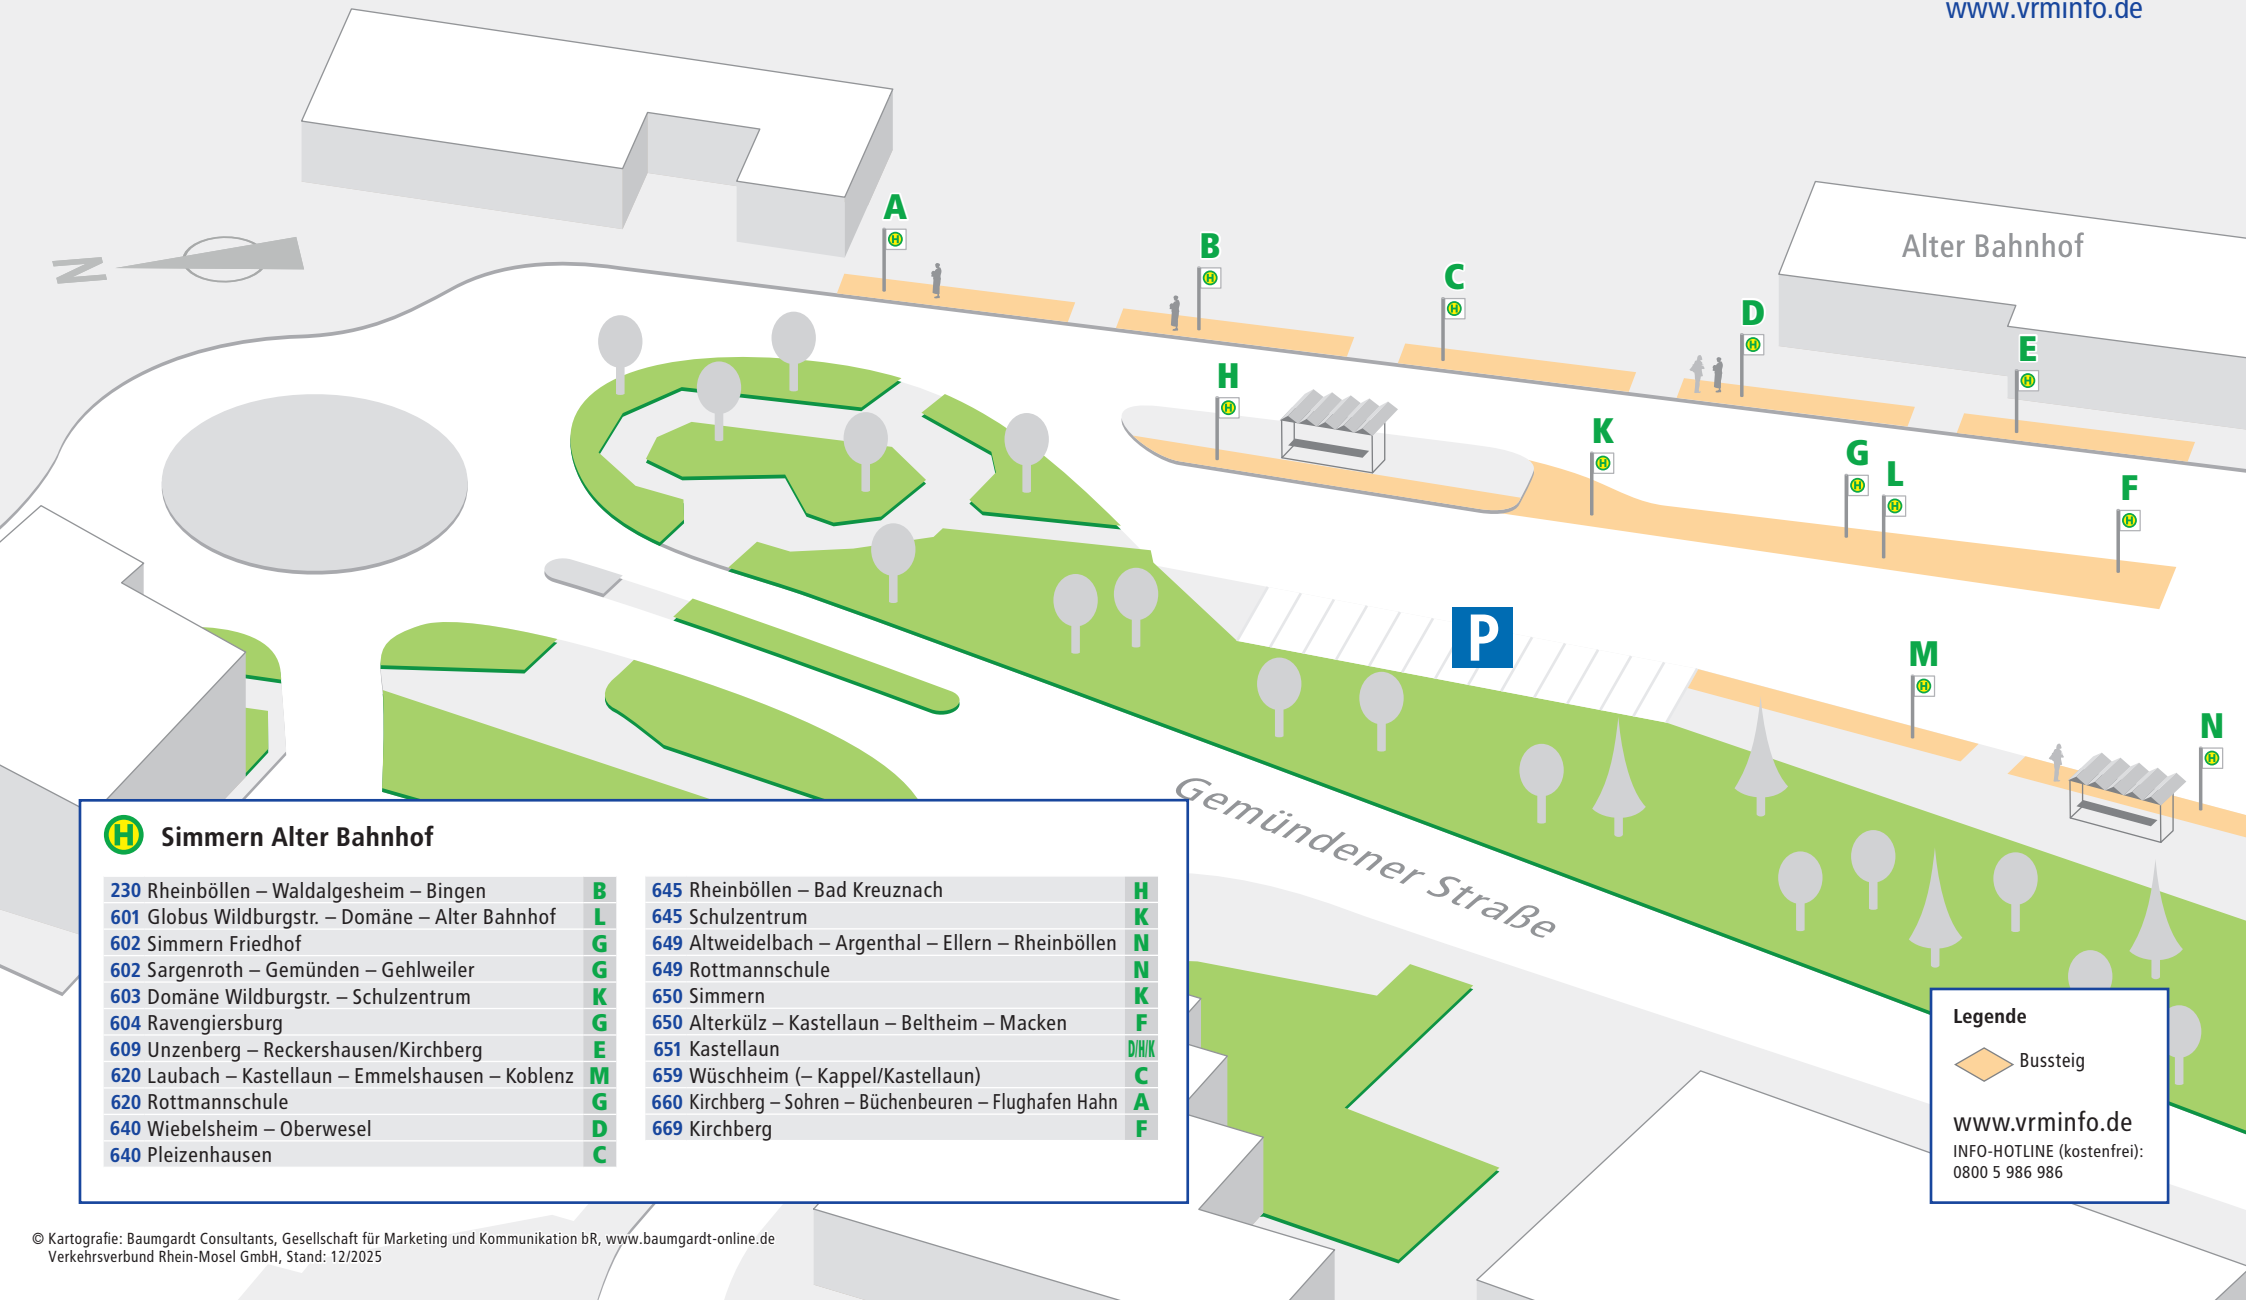 www.vrminfo.de
N
A
B
C
Alter Bahnhof
D
E
H
K
G
L
F
P
M
N
Gemündener Straße
H Simmern Alter Bahnhof
230 Rheinböllen – Waldalgesheim – Bingen B
601 Globus Wildburgstr. – Domäne – Alter Bahnhof L
602 Simmern Friedhof G
602 Sargenroth – Gemünden – Gehlweiler G
603 Domäne Wildburgstr. – Schulzentrum K
604 Ravengiersburg G
609 Unzenberg – Reckershausen/Kirchberg E
620 Laubach – Kastellaun – Emmelshausen – Koblenz M
620 Rottmannschule G
640 Wiebelsheim – Oberwesel D
640 Pleizenhausen C
645 Rheinböllen – Bad Kreuznach H
645 Schulzentrum K
649 Altweidelbach – Argenthal – Ellern – Rheinböllen N
649 Rottmannschule N
650 Simmern K
650 Alterkülz – Kastellaun – Beltheim – Macken F
651 Kastellaun D/H/K
659 Wüschheim (– Kappel/Kastellaun) C
660 Kirchberg – Sohren – Büchenbeuren – Flughafen Hahn A
669 Kirchberg F
Legende
Bussteig
www.vrminfo.de
INFO-HOTLINE (kostenfrei):
0800 5 986 986
© Kartografie: Baumgardt Consultants, Gesellschaft für Marketing und Kommunikation bR, www.baumgardt-online.de
Verkehrsverbund Rhein-Mosel GmbH, Stand: 12/2025